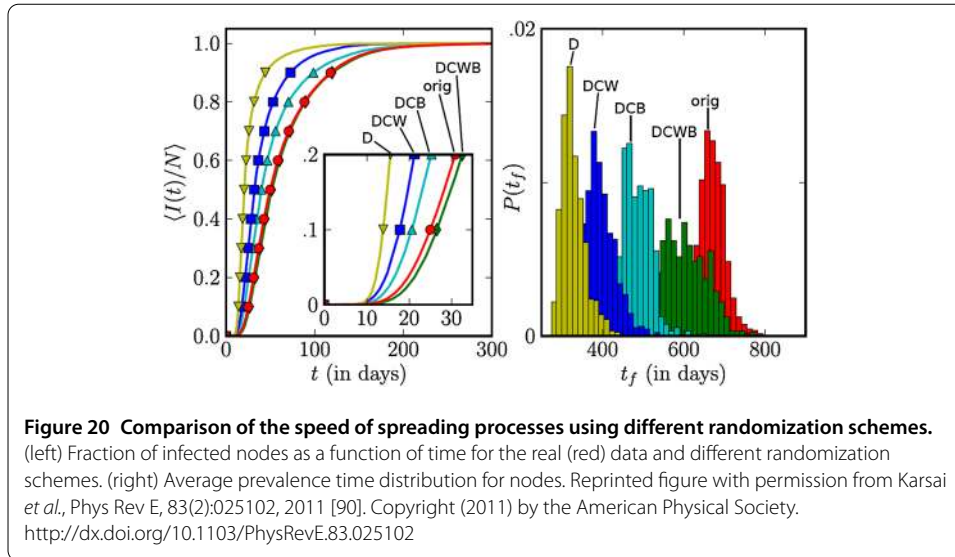 1.0
0.8
0.6
0.4
0.2
0.0
⟨I(t)/N⟩
0 100 200 300
t (in days)
.2
.1
0
0 10 20 30
D
DCW
DCB
orig
DCWB
.02
P(t_f)
D
DCW
DCB
DCWB
orig
400 600 800
t_f (in days)
Figure 20 Comparison of the speed of spreading processes using different randomization schemes.
(left) Fraction of infected nodes as a function of time for the real (red) data and different randomization
schemes. (right) Average prevalence time distribution for nodes. Reprinted figure with permission from Karsai
et al., Phys Rev E, 83(2):025102, 2011 [90]. Copyright (2011) by the American Physical Society.
http://dx.doi.org/10.1103/PhysRevE.83.025102